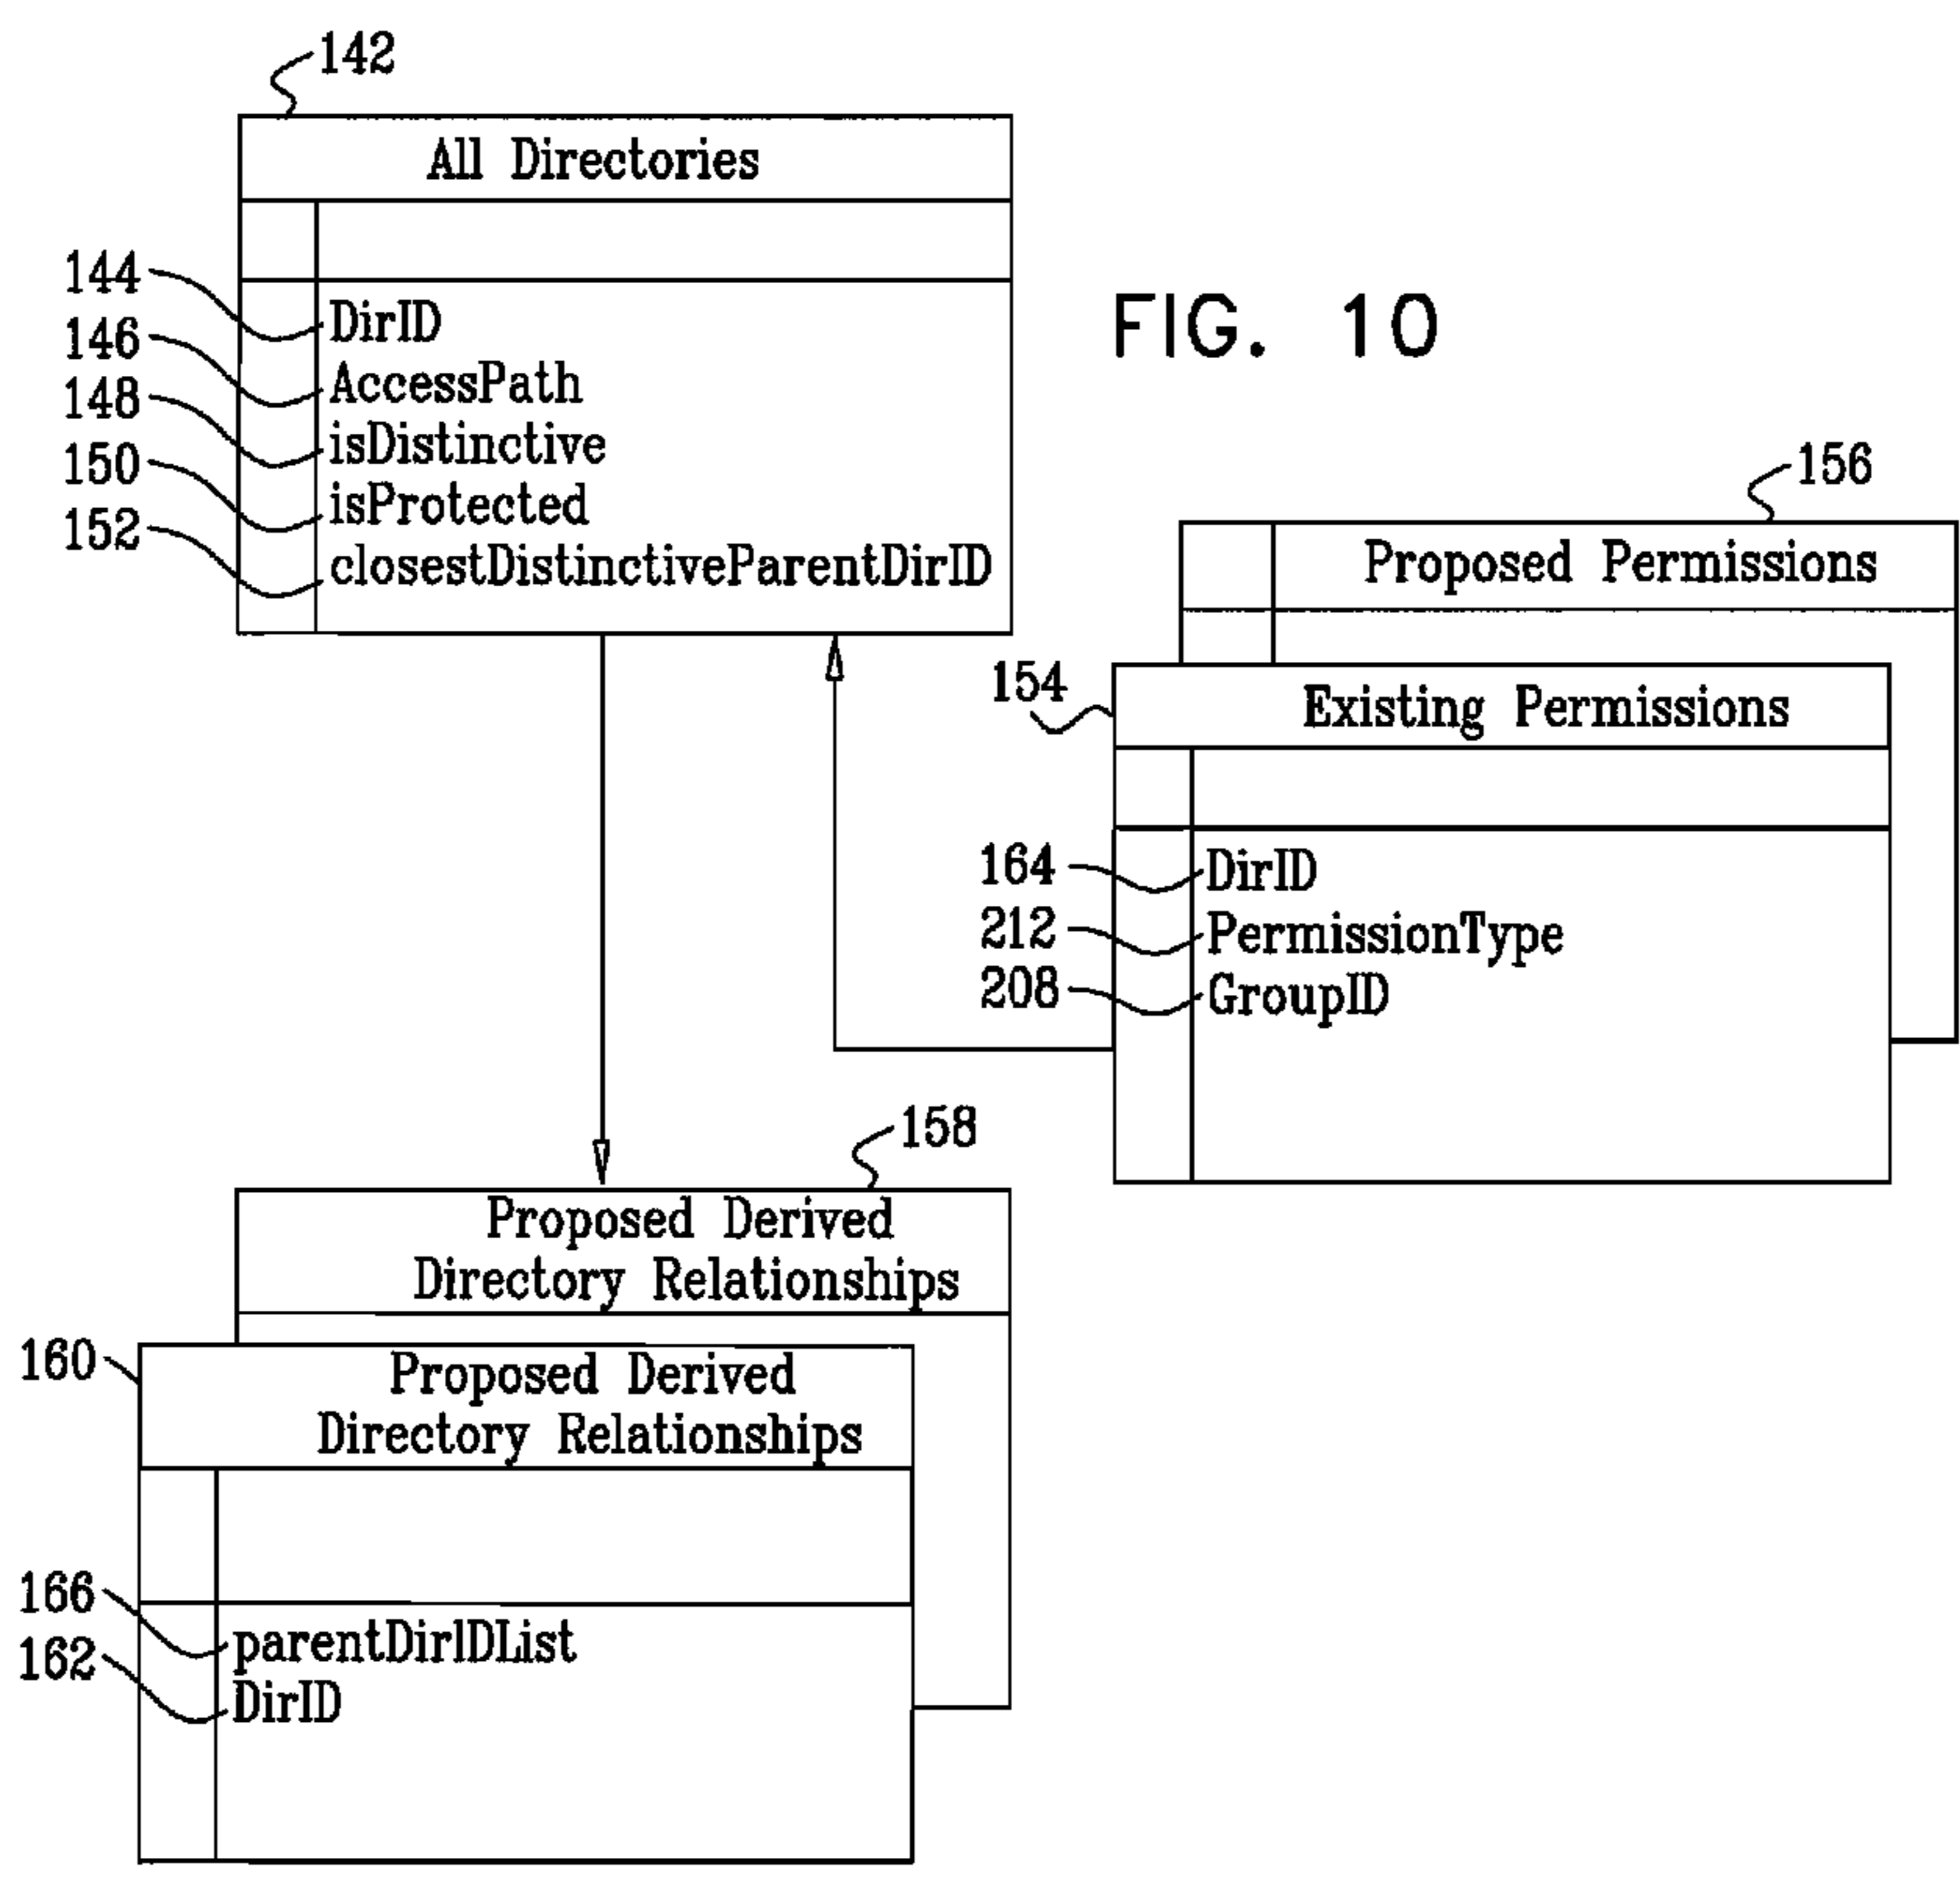 142
All Directories
144
DirID
146
AccessPath
148
isDistinctive
150
isProtected
152
closestDistinctiveParentDirID
FIG. 10
156
Proposed Permissions
154
Existing Permissions
164
DirID
212
PermissionType
208
GroupID
158
Proposed Derived
Directory Relationships
160
Proposed Derived
Directory Relationships
166
parentDirIDList
162
DirID